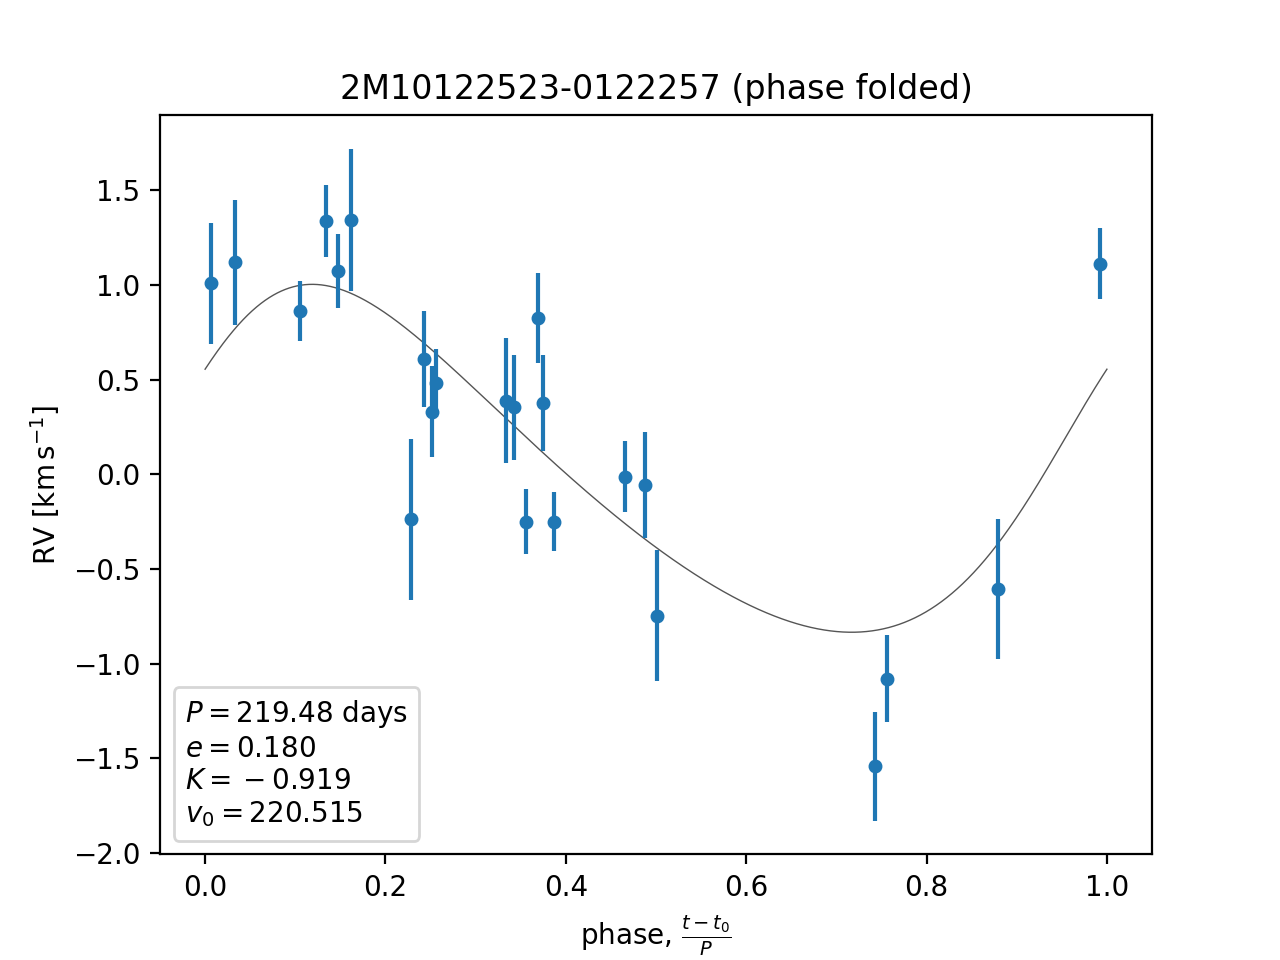 2M10122523-0122257 (phase folded)
RV [km s⁻¹]
1.5
1.0
0.5
0.0
−0.5
−1.0
−1.5
−2.0
P = 219.48 days
e = 0.180
K = −0.919
v₀ = 220.515
0.0 0.2 0.4 0.6 0.8 1.0
phase, (t − t₀)/P